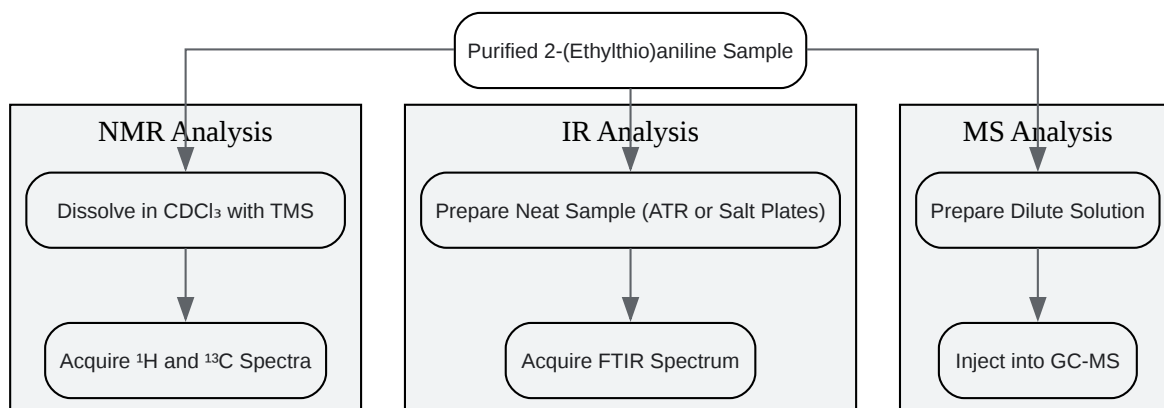 Purified 2-(Ethylthio)aniline Sample
NMR Analysis
Dissolve in CDCl₃ with TMS
Acquire ¹H and ¹³C Spectra
IR Analysis
Prepare Neat Sample (ATR or Salt Plates)
Acquire FTIR Spectrum
MS Analysis
Prepare Dilute Solution
Inject into GC-MS